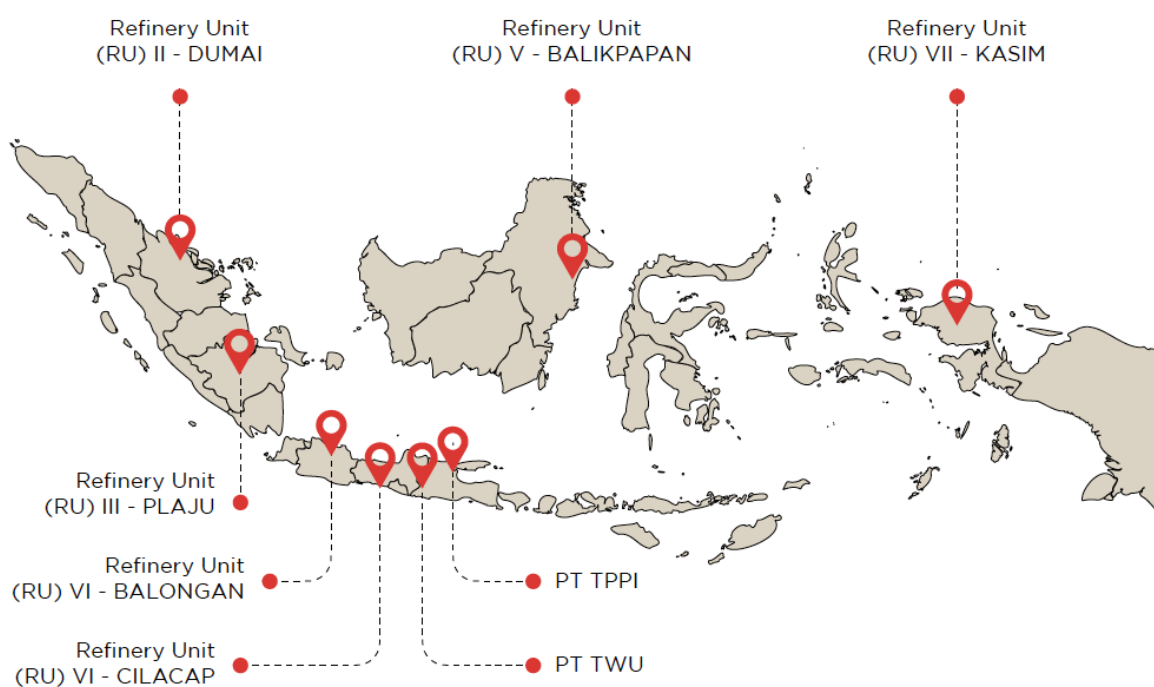 Refinery Unit
(RU) II - DUMAI
Refinery Unit
(RU) V - BALIKPAPAN
Refinery Unit
(RU) VII - KASIM
Refinery Unit
(RU) III - PLAJU
Refinery Unit
(RU) VI - BALONGAN
PT TPPI
Refinery Unit
(RU) VI - CILACAP
PT TWU